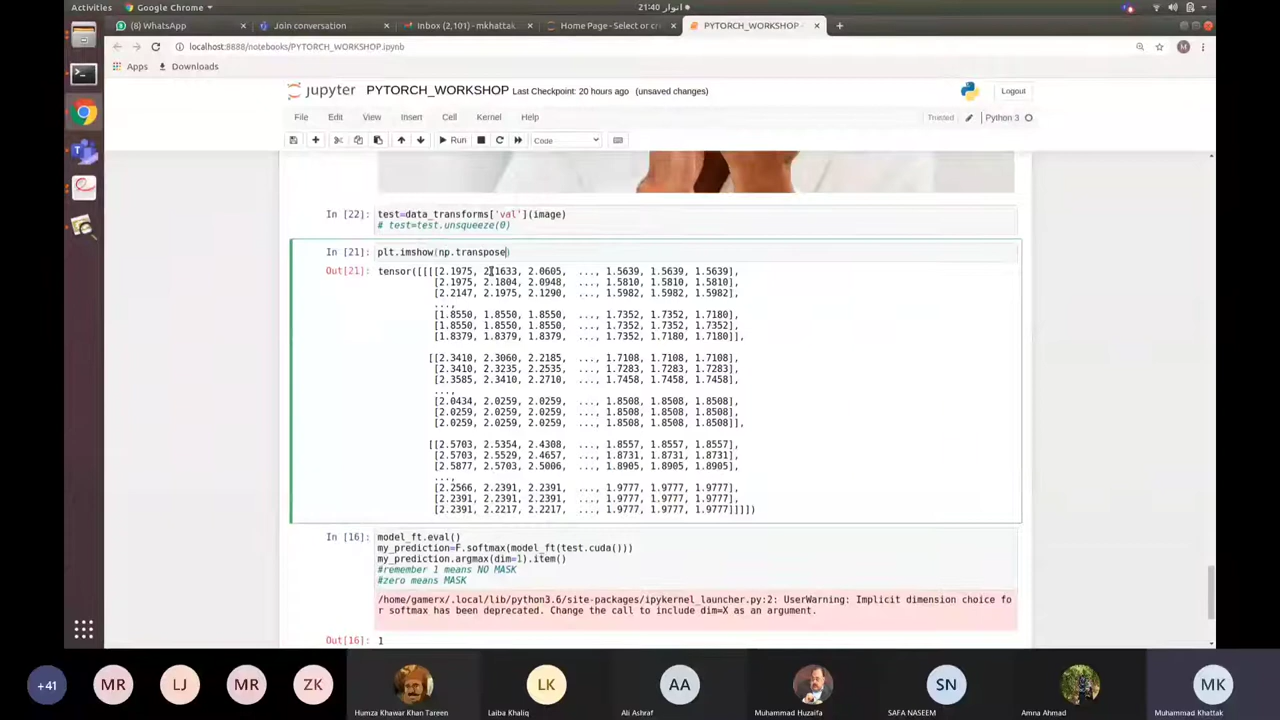 Activities
Google Chrome
21:40 اتوار
(8) WhatsApp
Join conversation
Inbox (2,101) - mkhattak
Home Page - Select or cr
PYTORCH_WORKSHOP -
localhost:8888/notebooks/PYTORCH_WORKSHOP.ipynb
M
Apps
Downloads
jupyter
PYTORCH_WORKSHOP Last Checkpoint: 20 hours ago (unsaved changes)
Logout
File Edit View Insert Cell Kernel Help
Trusted
Python 3
Run
Code
In [22]: test=data_transforms['val'](image)
# test=test.unsqueeze(0)
In [21]: plt.imshow(np.transpose)
Out[21]: tensor([[[[2.1975, 2.1633, 2.0605, ..., 1.5639, 1.5639, 1.5639],
[2.1975, 2.1804, 2.0948, ..., 1.5810, 1.5810, 1.5810],
[2.2147, 2.1975, 2.1290, ..., 1.5982, 1.5982, 1.5982],
...,
[1.8550, 1.8550, 1.8550, ..., 1.7352, 1.7352, 1.7180],
[1.8550, 1.8550, 1.8550, ..., 1.7352, 1.7352, 1.7352],
[1.8379, 1.8379, 1.8379, ..., 1.7352, 1.7180, 1.7180]],
[[2.3410, 2.3060, 2.2185, ..., 1.7108, 1.7108, 1.7108],
[2.3410, 2.3235, 2.2535, ..., 1.7283, 1.7283, 1.7283],
[2.3585, 2.3410, 2.2710, ..., 1.7458, 1.7458, 1.7458],
...,
[2.0434, 2.0259, 2.0259, ..., 1.8508, 1.8508, 1.8508],
[2.0259, 2.0259, 2.0259, ..., 1.8508, 1.8508, 1.8508],
[2.0259, 2.0259, 2.0259, ..., 1.8508, 1.8508, 1.8508]],
[[2.5703, 2.5354, 2.4308, ..., 1.8557, 1.8557, 1.8557],
[2.5703, 2.5529, 2.4657, ..., 1.8731, 1.8731, 1.8731],
[2.5877, 2.5703, 2.5006, ..., 1.8905, 1.8905, 1.8905],
...,
[2.2566, 2.2391, 2.2391, ..., 1.9777, 1.9777, 1.9777],
[2.2391, 2.2391, 2.2391, ..., 1.9777, 1.9777, 1.9777],
[2.2391, 2.2217, 2.2217, ..., 1.9777, 1.9777, 1.9777]]]])
In [16]: model_ft.eval()
my_prediction=F.softmax(model_ft(test.cuda()))
my_prediction.argmax(dim=1).item()
#remember 1 means NO MASK
#zero means MASK
/home/gamerx/.local/lib/python3.6/site-packages/ipykernel_launcher.py:2: UserWarning: Implicit dimension choice fo
r softmax has been deprecated. Change the call to include dim=X as an argument.
Out[16]: 1
+41 MR LJ MR ZK LK AA SN MK
Humza Khawar Khan Tareen Laiba Khaliq Ali Ashraf Muhammad Huzaifa SAFA NASEEM Amna Ahmad Muhammad Khattak